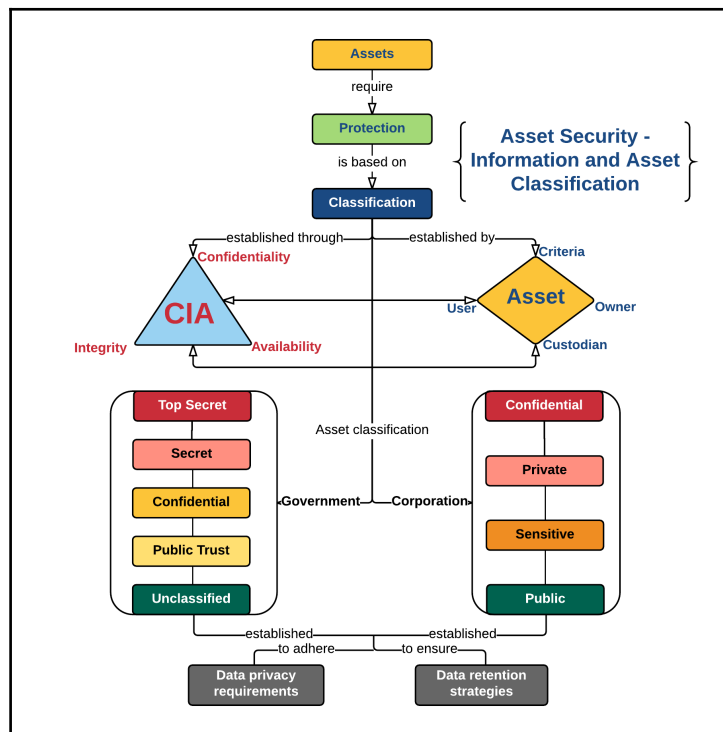 Assets
require
Protection
is based on
Classification
Asset Security -
Information and Asset
Classification
established through
established by
Confidentiality
CIA
Integrity
Availability
Criteria
Asset
User
Owner
Custodian
Asset classification
Top Secret
Secret
Confidential
Public Trust
Unclassified
Government
Corporation
Confidential
Private
Sensitive
Public
established
to adhere
established
to ensure
Data privacy
requirements
Data retention
strategies